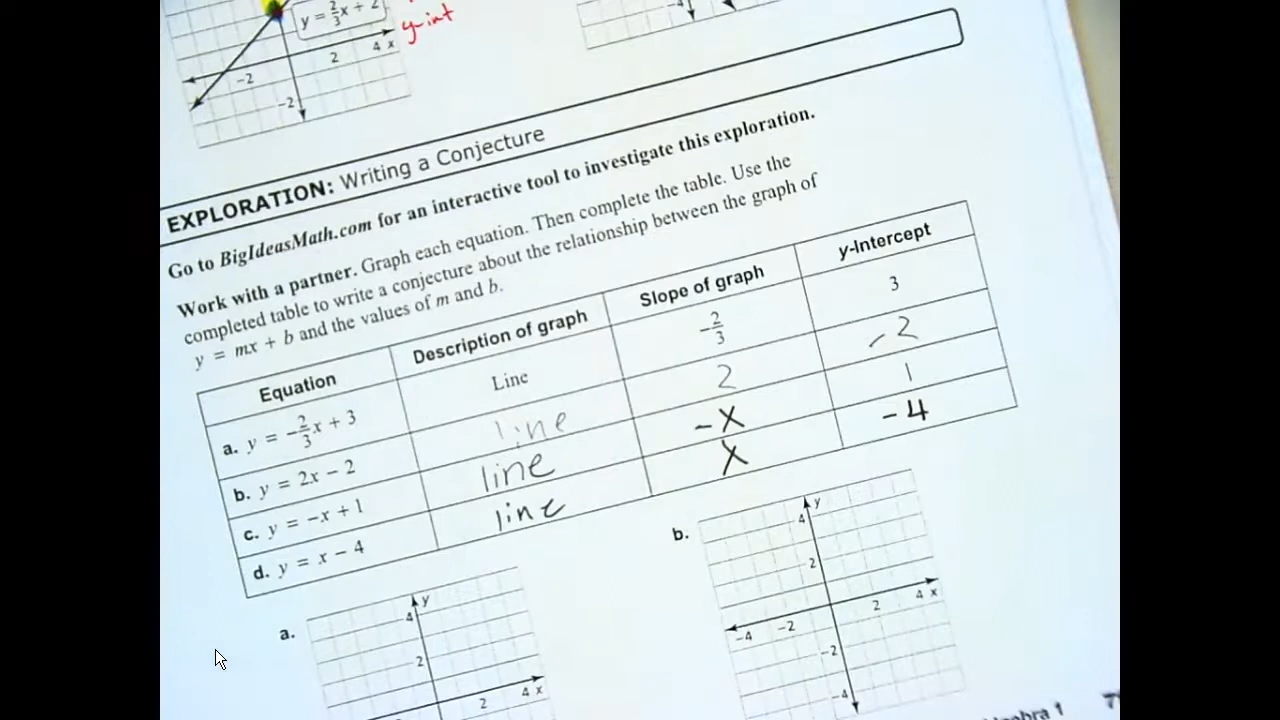 y = 2/3x + 2
y-int
4 x
2
-2
-2
-4
EXPLORATION: Writing a Conjecture
Go to BigIdeasMath.com for an interactive tool to investigate this exploration.
Work with a partner. Graph each equation. Then complete the table. Use the
completed table to write a conjecture about the relationship between the graph of
y = mx + b and the values of m and b.
Equation Description of graph Slope of graph y-Intercept
a. y = -2/3x + 3 Line -2/3 3
b. y = 2x - 2 line 2 -2
c. y = -x + 1 line -x 1
d. y = x - 4 line x -4
a.
y
4
2
2
4 x
b.
y
4
2
-4 -2 2 4 x
-2
-4